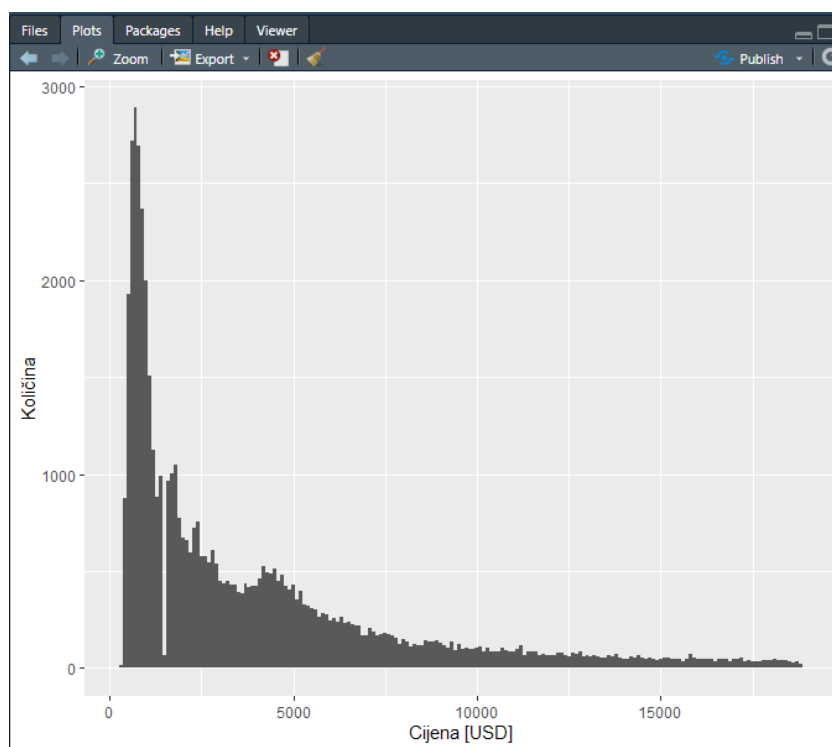 Files Plots Packages Help Viewer
Zoom Export Publish
3000
2000
1000
0
Količina
0 5000 10000 15000
Cijena [USD]